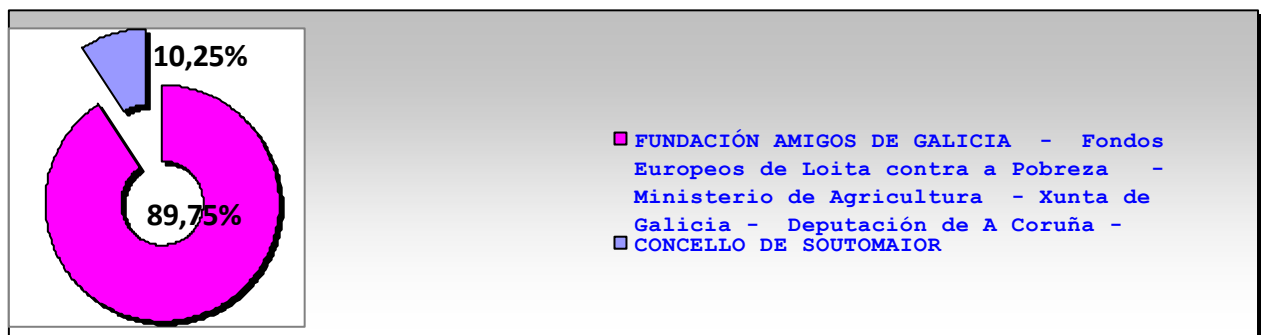 10,25%
89,75%
FUNDACIÓN AMIGOS DE GALICIA - Fondos
Europeos de Loita contra a Pobreza -
Ministerio de Agricultura - Xunta de
Galicia - Deputación de A Coruña -
CONCELLO DE SOUTOMAIOR